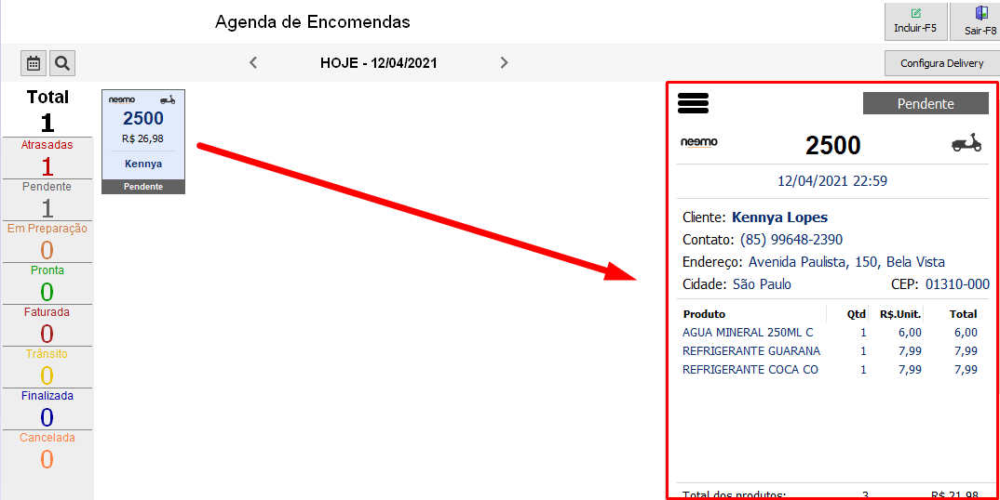 Agenda de Encomendas
Incluir-F5
Sair-F8
HOJE - 12/04/2021
Configura Delivery
Total
1
Atrasadas
1
Pendente
1
Em Preparação
0
Pronta
0
Faturada
0
Trânsito
0
Finalizada
0
Cancelada
0
neemo
2500
R$ 26,98
Kennya
Pendente
Pendente
neemo
2500
12/04/2021 22:59
Cliente: Kennya Lopes
Contato: (85) 99648-2390
Endereço: Avenida Paulista, 150, Bela Vista
Cidade: São Paulo CEP: 01310-000
Produto Qtd R$.Unit. Total
AGUA MINERAL 250ML C 1 6,00 6,00
REFRIGERANTE GUARANA 1 7,99 7,99
REFRIGERANTE COCA CO 1 7,99 7,99
Total dos produtos: 3 R$ 21,98